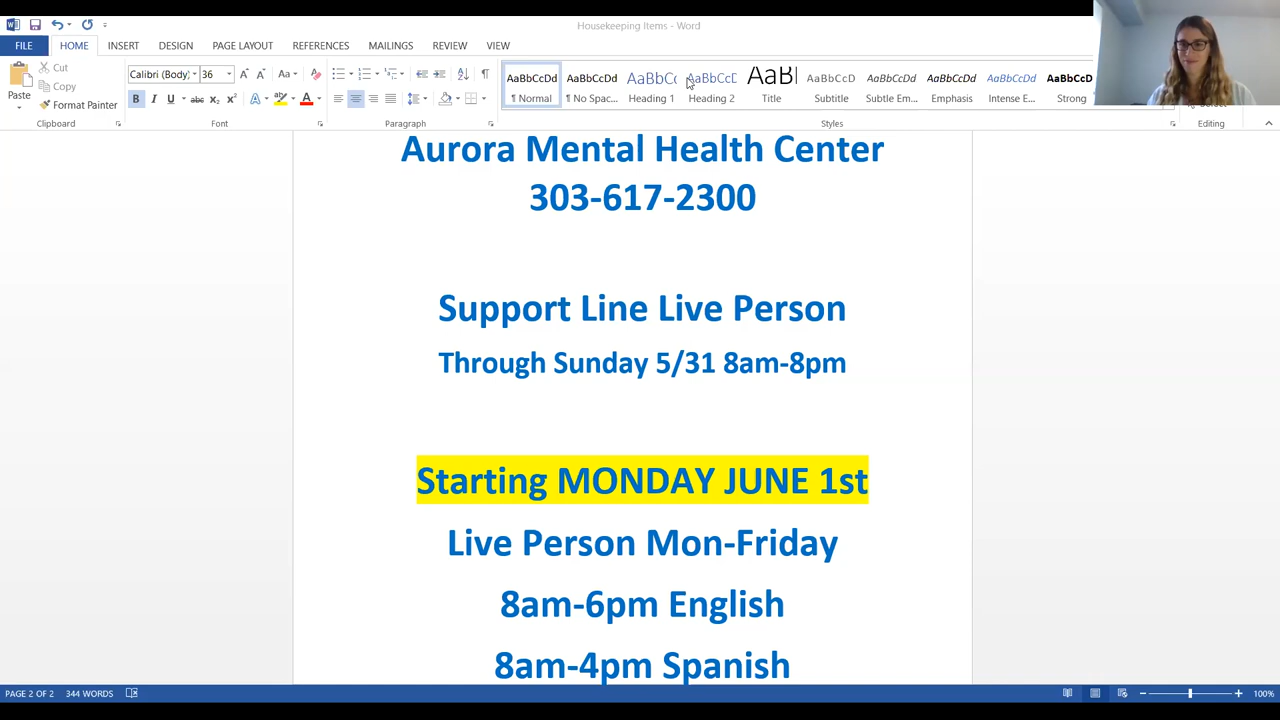 Housekeeping Items - Word
FILE HOME INSERT DESIGN PAGE LAYOUT REFERENCES MAILINGS REVIEW VIEW
Cut
Copy
Format Painter
Paste
Calibri (Body) 36
AaBbCcDd AaBbCcDd AaBbCc AaBbCcD AaBl AaBbCcD AaBbCcDd AaBbCcDd AaBbCcDd AaBbCcDd
¶ Normal ¶ No Spac... Heading 1 Heading 2 Title Subtitle Subtle Em... Emphasis Intense E... Strong
Clipboard Font Paragraph Styles Editing
Aurora Mental Health Center
303-617-2300
Support Line Live Person
Through Sunday 5/31 8am-8pm
Starting MONDAY JUNE 1st
Live Person Mon-Friday
8am-6pm English
8am-4pm Spanish
PAGE 2 OF 2 344 WORDS 100%